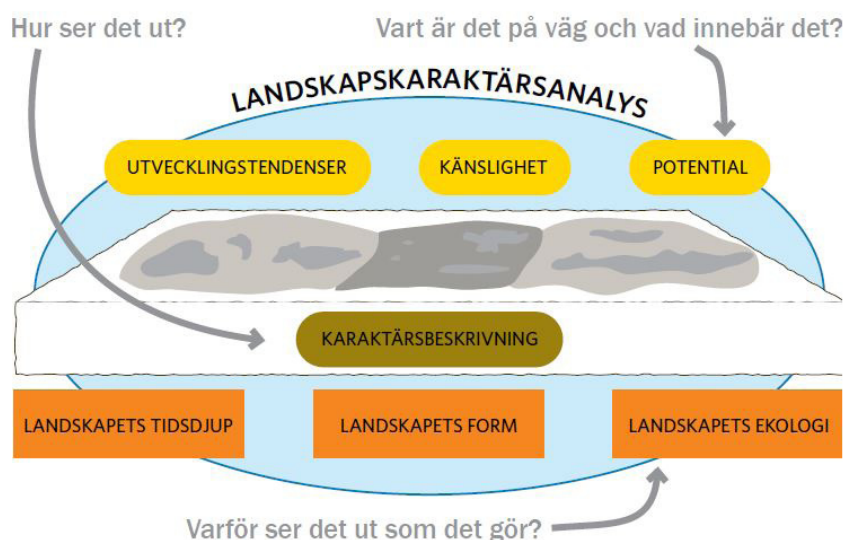 Hur ser det ut?
Vart är det på väg och vad innebär det?
LANDSKAPSKARAKTÄRSANALYS
UTVECKLINGSTENDENSER
KÄNSLIGHET
POTENTIAL
KARAKTÄRSBESKRIVNING
LANDSKAPETS TIDSDJUP
LANDSKAPETS FORM
LANDSKAPETS EKOLOGI
Varför ser det ut som det gör?